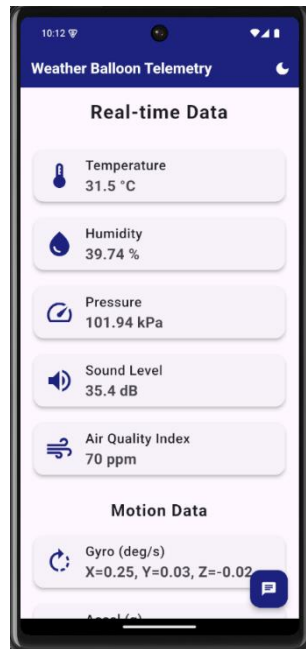 10:12
Weather Balloon Telemetry
Real-time Data
Temperature
31.5 °C
Humidity
39.74 %
Pressure
101.94 kPa
Sound Level
35.4 dB
Air Quality Index
70 ppm
Motion Data
Gyro (deg/s)
X=0.25, Y=0.03, Z=-0.02
Accel (g)